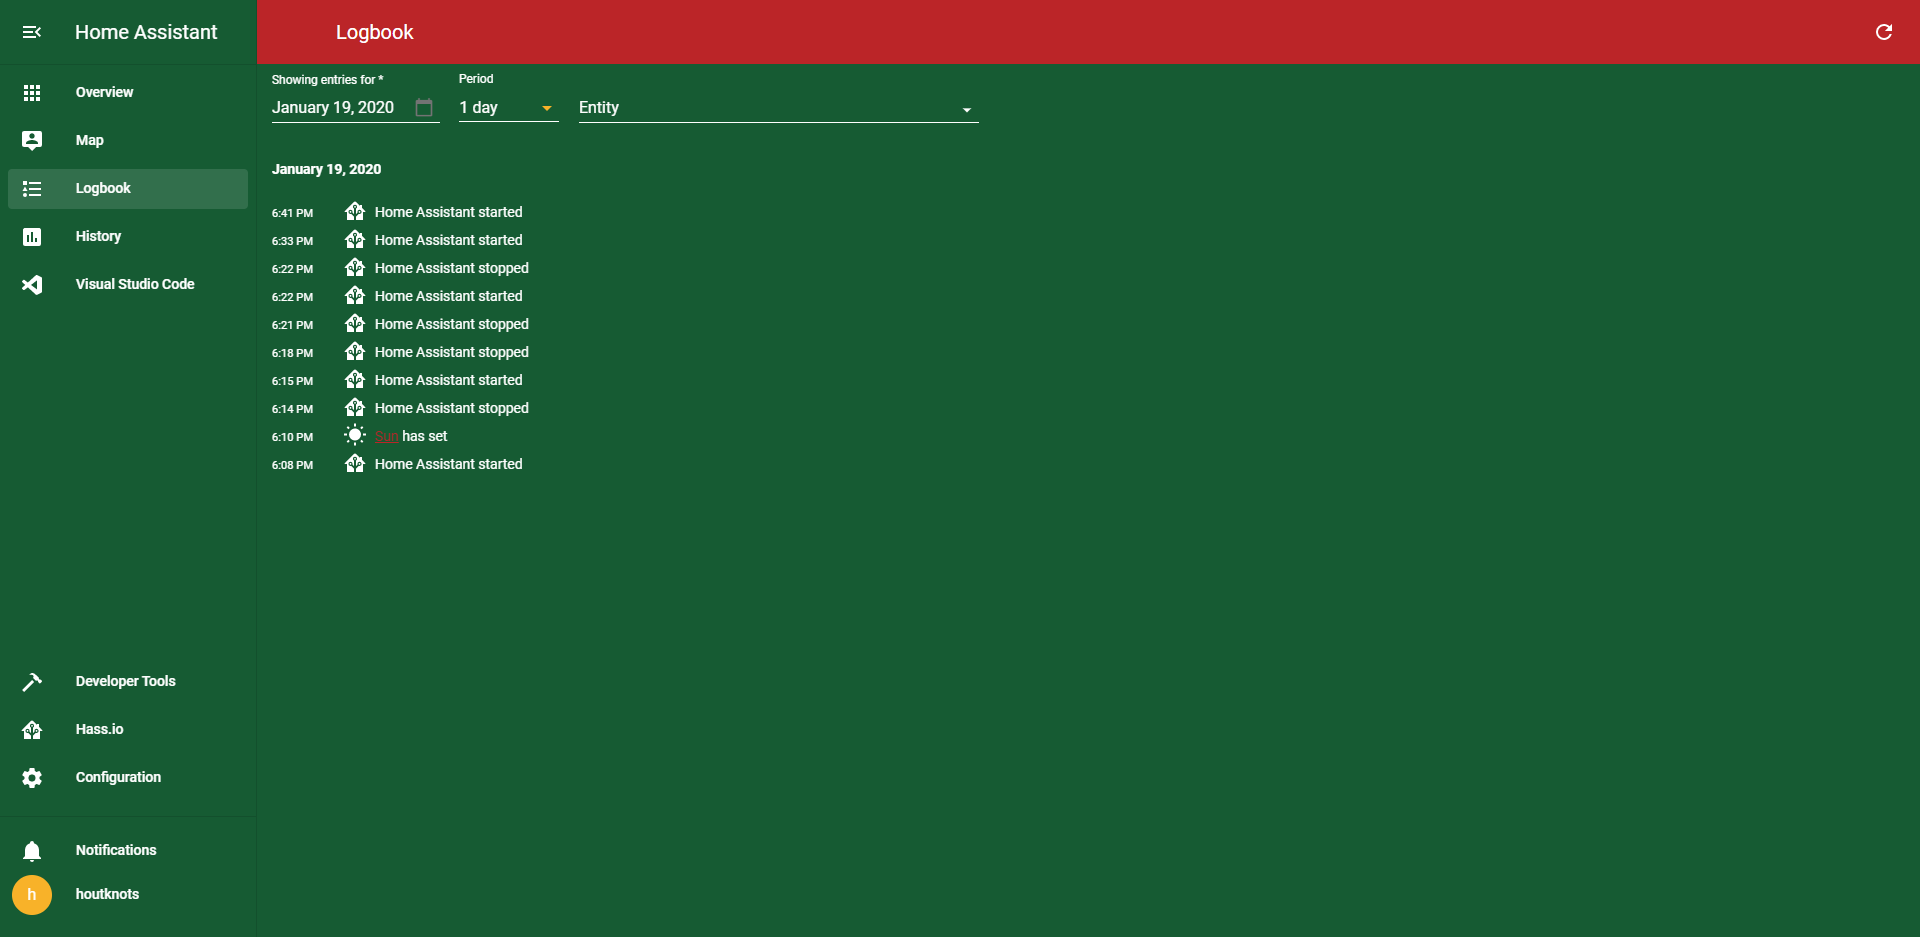 Home Assistant
Logbook
Overview
Map
Logbook
History
Visual Studio Code
Developer Tools
Hass.io
Configuration
Notifications
h
houtknots
Showing entries for *
January 19, 2020
Period
1 day
Entity
January 19, 2020
6:41 PM Home Assistant started
6:33 PM Home Assistant started
6:22 PM Home Assistant stopped
6:22 PM Home Assistant started
6:21 PM Home Assistant stopped
6:18 PM Home Assistant stopped
6:15 PM Home Assistant started
6:14 PM Home Assistant stopped
6:10 PM Sun has set
6:08 PM Home Assistant started